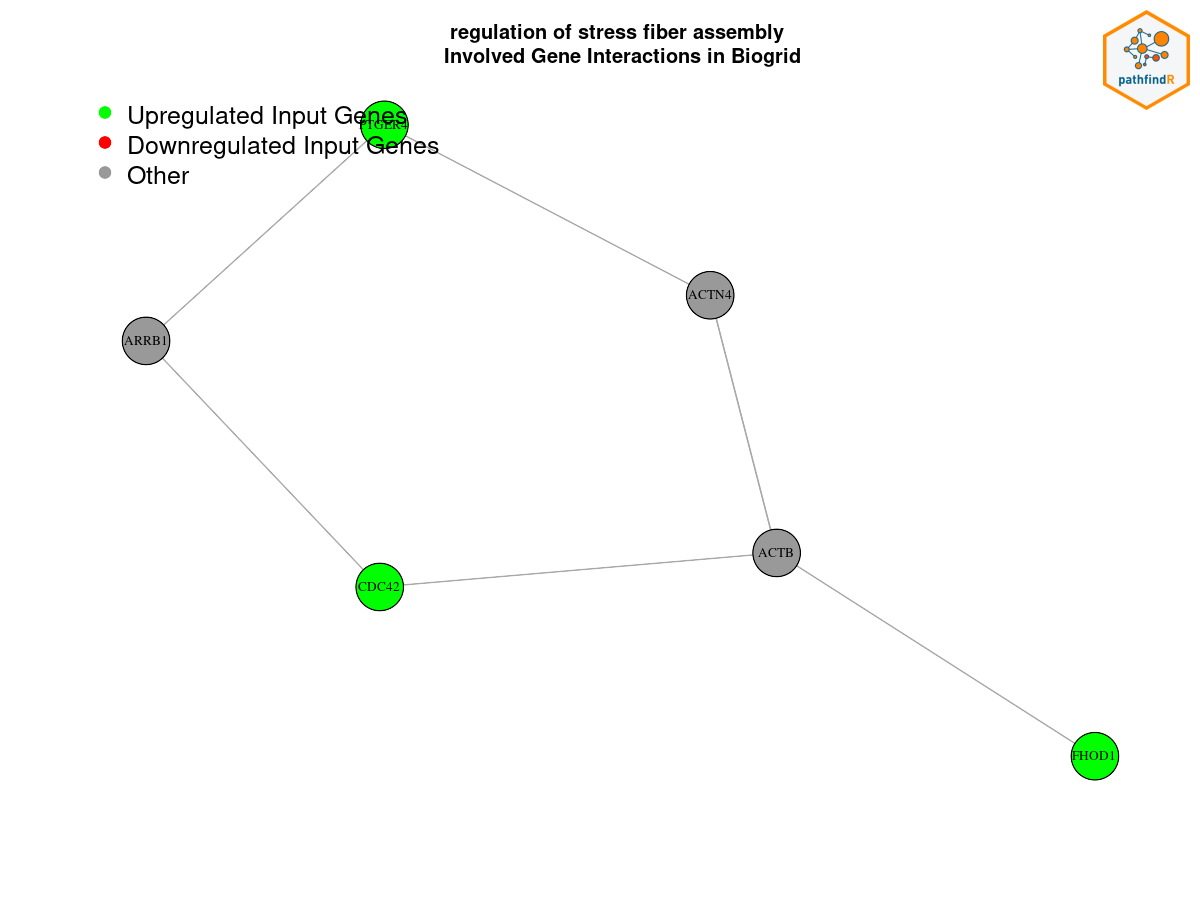 regulation of stress fiber assembly
Involved Gene Interactions in Biogrid
pathfindR
Upregulated Input Genes
PTGER4
Downregulated Input Genes
Other
ACTN4
ARRB1
ACTB
CDC42
FHOD1